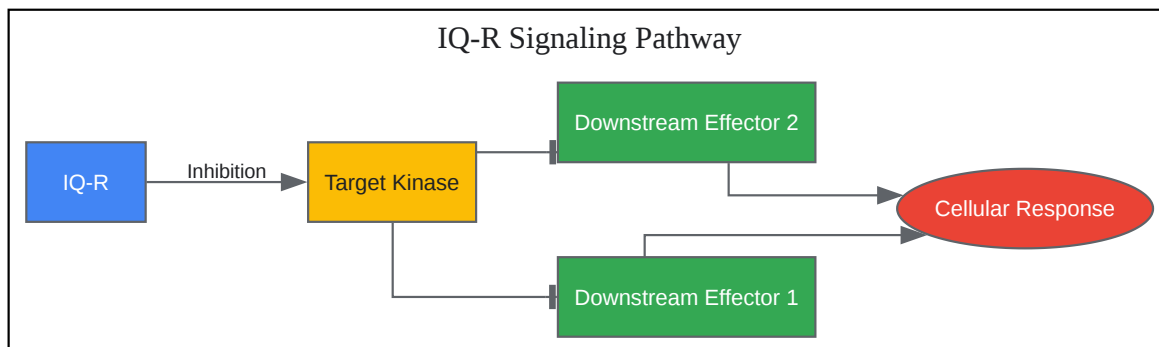 IQ-R Signaling Pathway
IQ-R
Inhibition
Target Kinase
Downstream Effector 2
Downstream Effector 1
Cellular Response